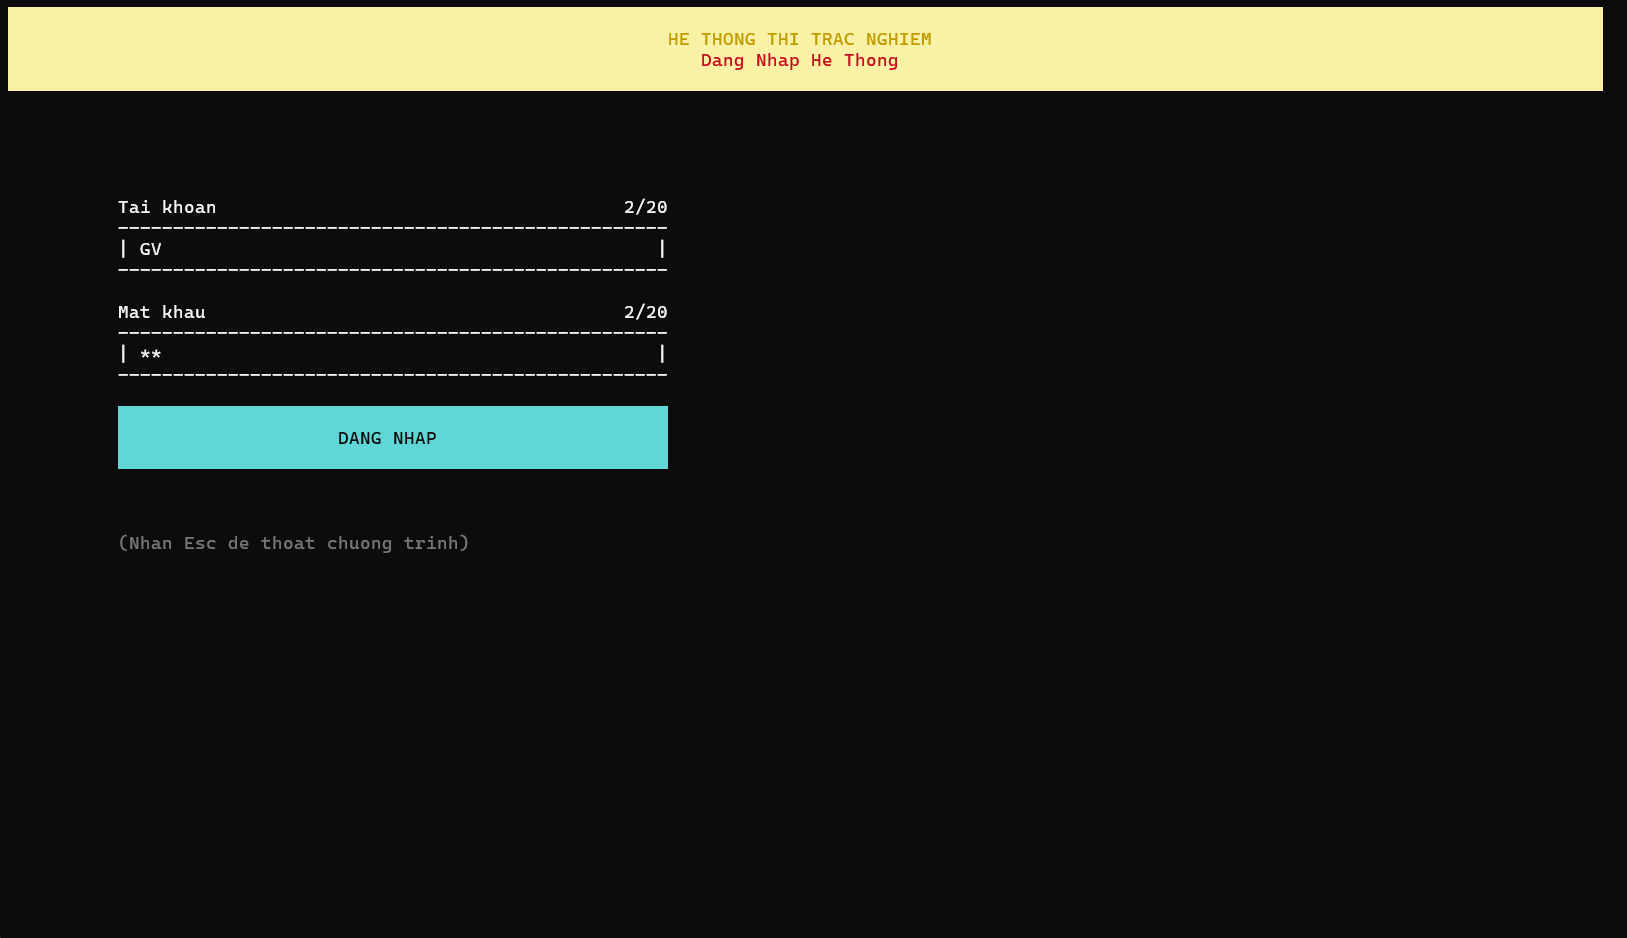 HE THONG THI TRAC NGHIEM
Dang Nhap He Thong
Tai khoan 2/20
--------------------------------------------------
| GV |
--------------------------------------------------
Mat khau 2/20
--------------------------------------------------
| ** |
--------------------------------------------------
DANG NHAP
(Nhan Esc de thoat chuong trinh)